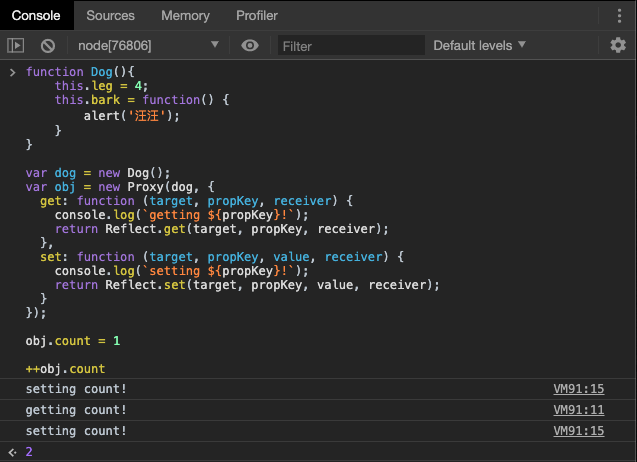 Console Sources Memory Profiler
node[76806] Filter Default levels
function Dog(){
    this.leg = 4;
    this.bark = function() {
        alert('汪汪');
    }
}
var dog = new Dog();
var obj = new Proxy(dog, {
  get: function (target, propKey, receiver) {
    console.log(`getting ${propKey}!`);
    return Reflect.get(target, propKey, receiver);
  },
  set: function (target, propKey, value, receiver) {
    console.log(`setting ${propKey}!`);
    return Reflect.set(target, propKey, value, receiver);
  }
});
obj.count = 1
++obj.count
setting count! VM91:15
getting count! VM91:11
setting count! VM91:15
2